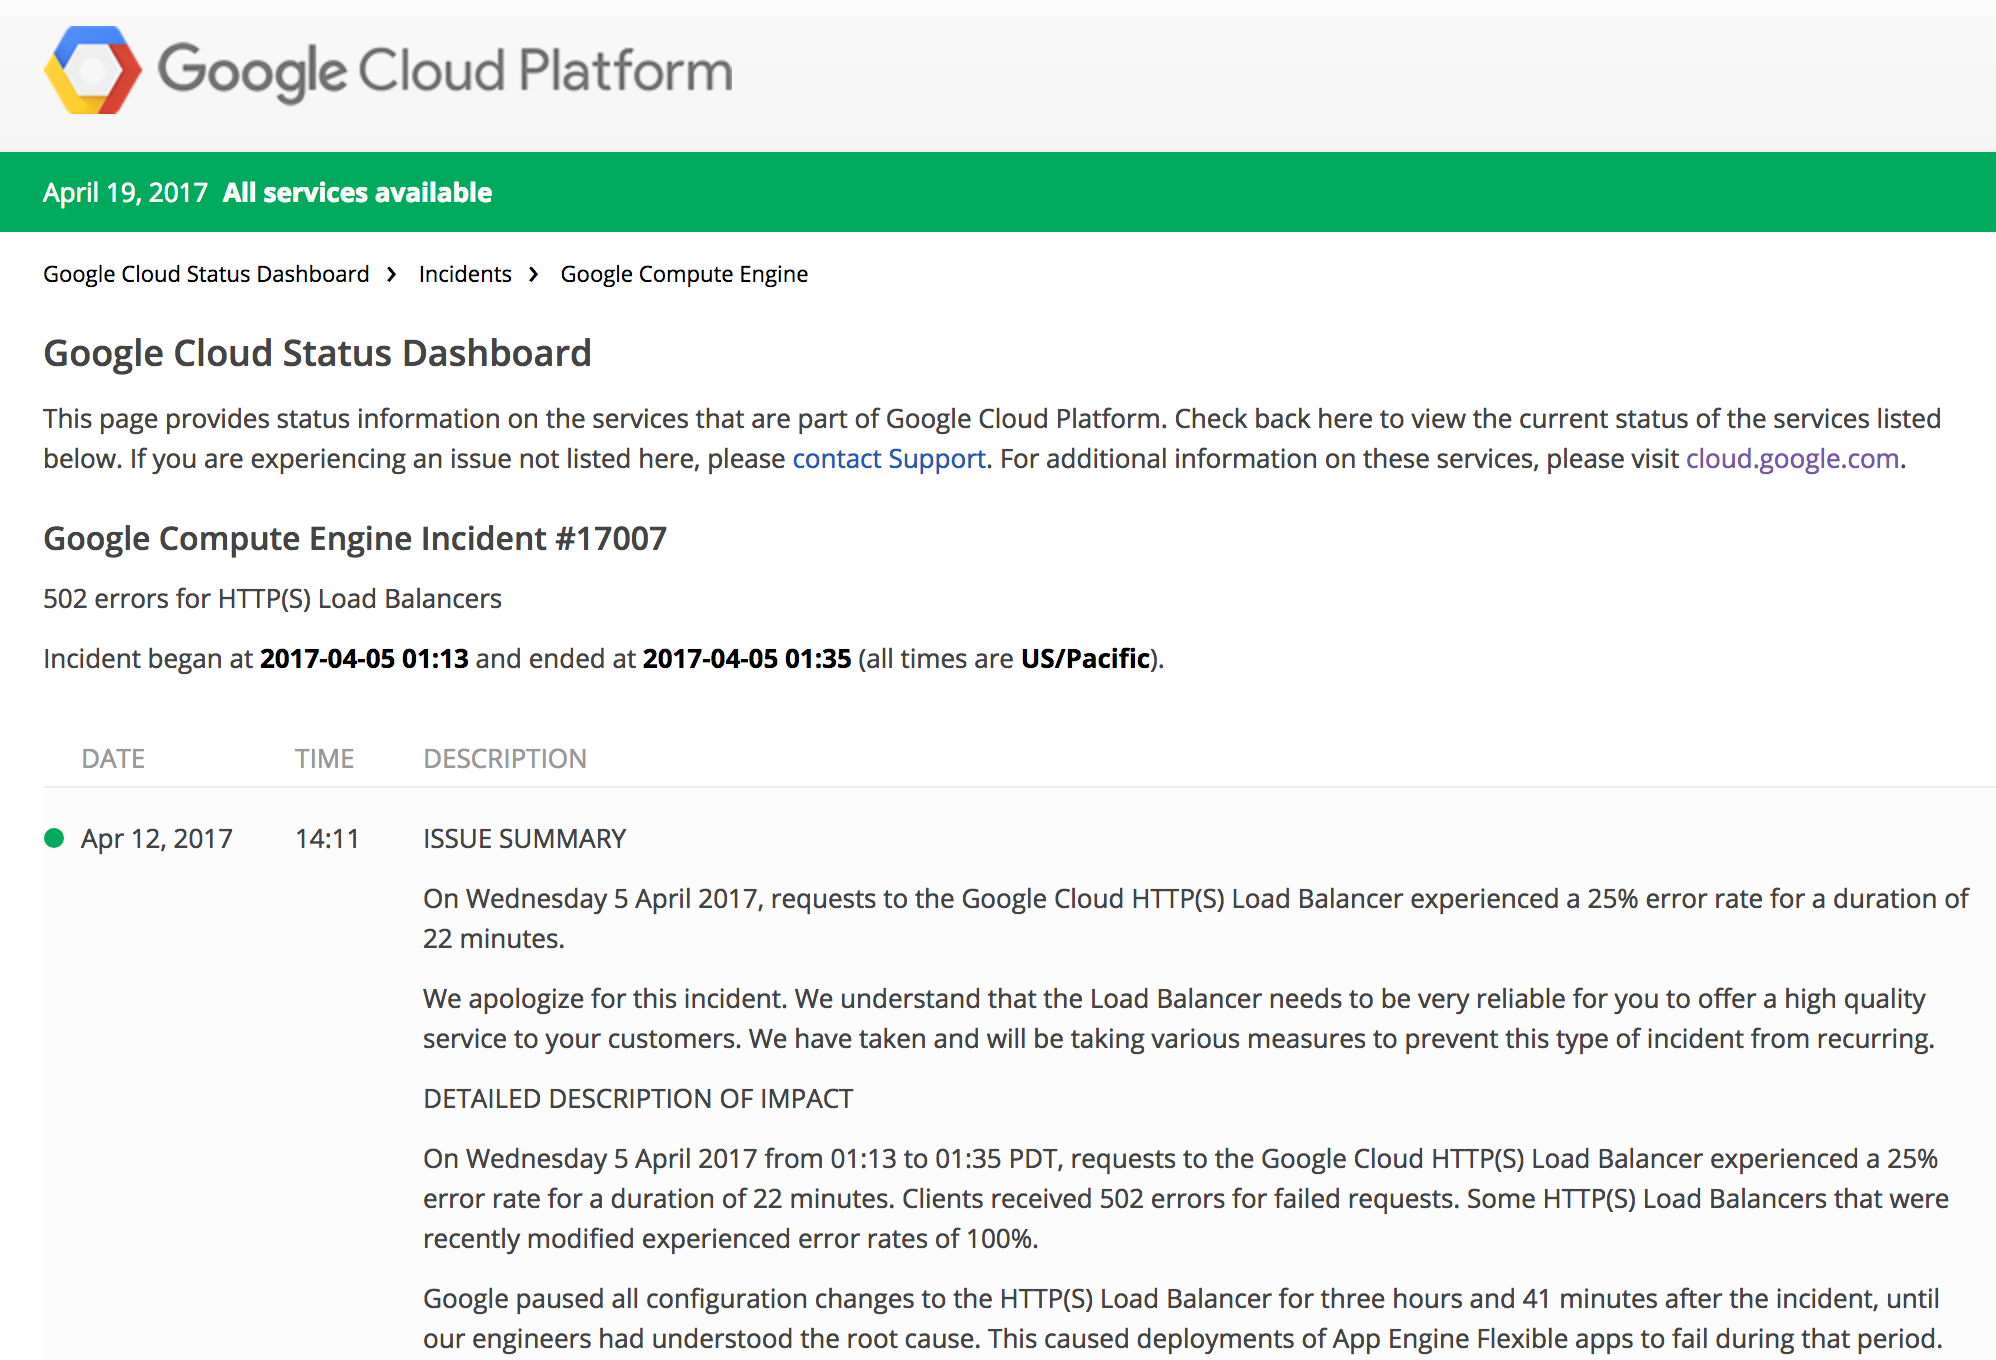 Google Cloud Platform
April 19, 2017 All services available
Google Cloud Status Dashboard › Incidents › Google Compute Engine
Google Cloud Status Dashboard
This page provides status information on the services that are part of Google Cloud Platform. Check back here to view the current status of the services listed
below. If you are experiencing an issue not listed here, please contact Support. For additional information on these services, please visit cloud.google.com.
Google Compute Engine Incident #17007
502 errors for HTTP(S) Load Balancers
Incident began at 2017-04-05 01:13 and ended at 2017-04-05 01:35 (all times are US/Pacific).
DATE TIME DESCRIPTION
Apr 12, 2017 14:11 ISSUE SUMMARY
On Wednesday 5 April 2017, requests to the Google Cloud HTTP(S) Load Balancer experienced a 25% error rate for a duration of
22 minutes.
We apologize for this incident. We understand that the Load Balancer needs to be very reliable for you to offer a high quality
service to your customers. We have taken and will be taking various measures to prevent this type of incident from recurring.
DETAILED DESCRIPTION OF IMPACT
On Wednesday 5 April 2017 from 01:13 to 01:35 PDT, requests to the Google Cloud HTTP(S) Load Balancer experienced a 25%
error rate for a duration of 22 minutes. Clients received 502 errors for failed requests. Some HTTP(S) Load Balancers that were
recently modified experienced error rates of 100%.
Google paused all configuration changes to the HTTP(S) Load Balancer for three hours and 41 minutes after the incident, until
our engineers had understood the root cause. This caused deployments of App Engine Flexible apps to fail during that period.